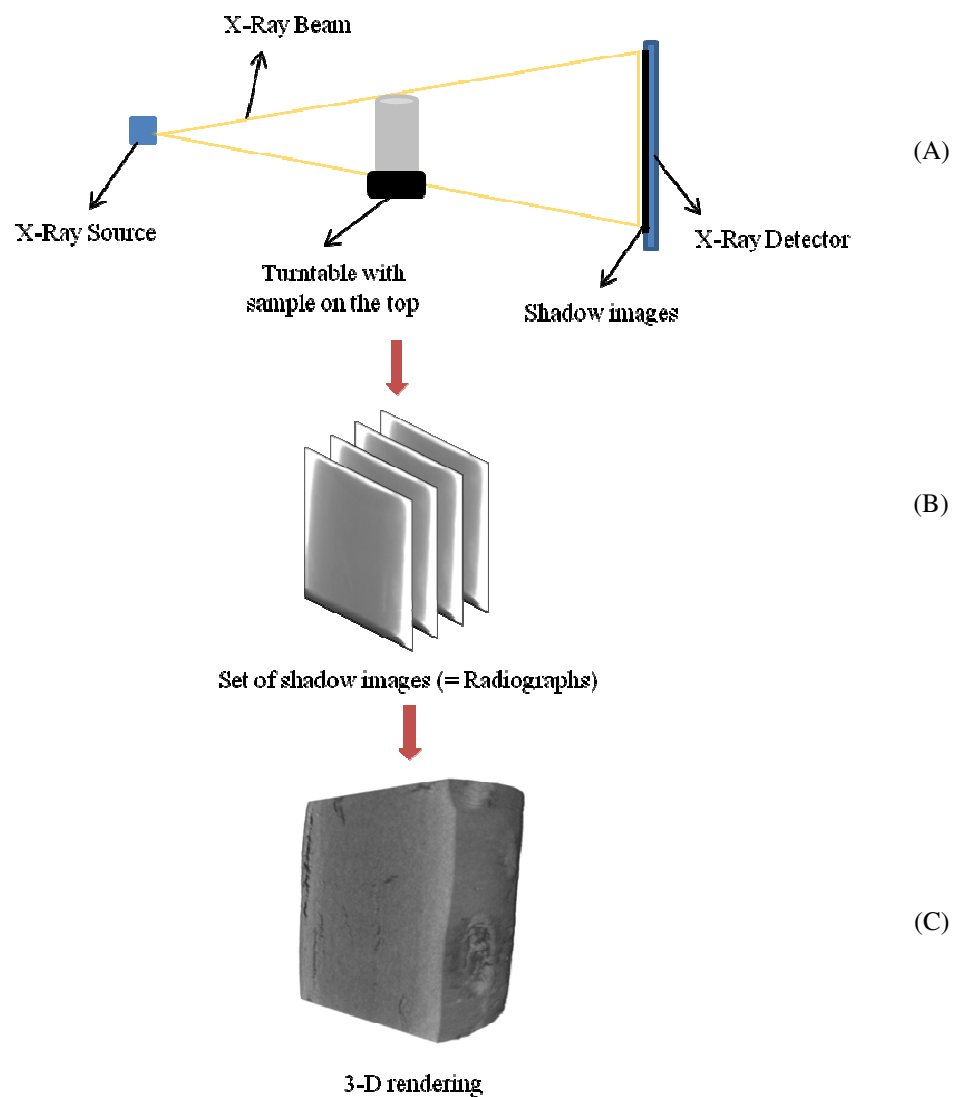 X-Ray Beam
(A)
X-Ray Source
X-Ray Detector
Turntable with
sample on the top
Shadow images
(B)
Set of shadow images (= Radiographs)
(C)
3-D rendering